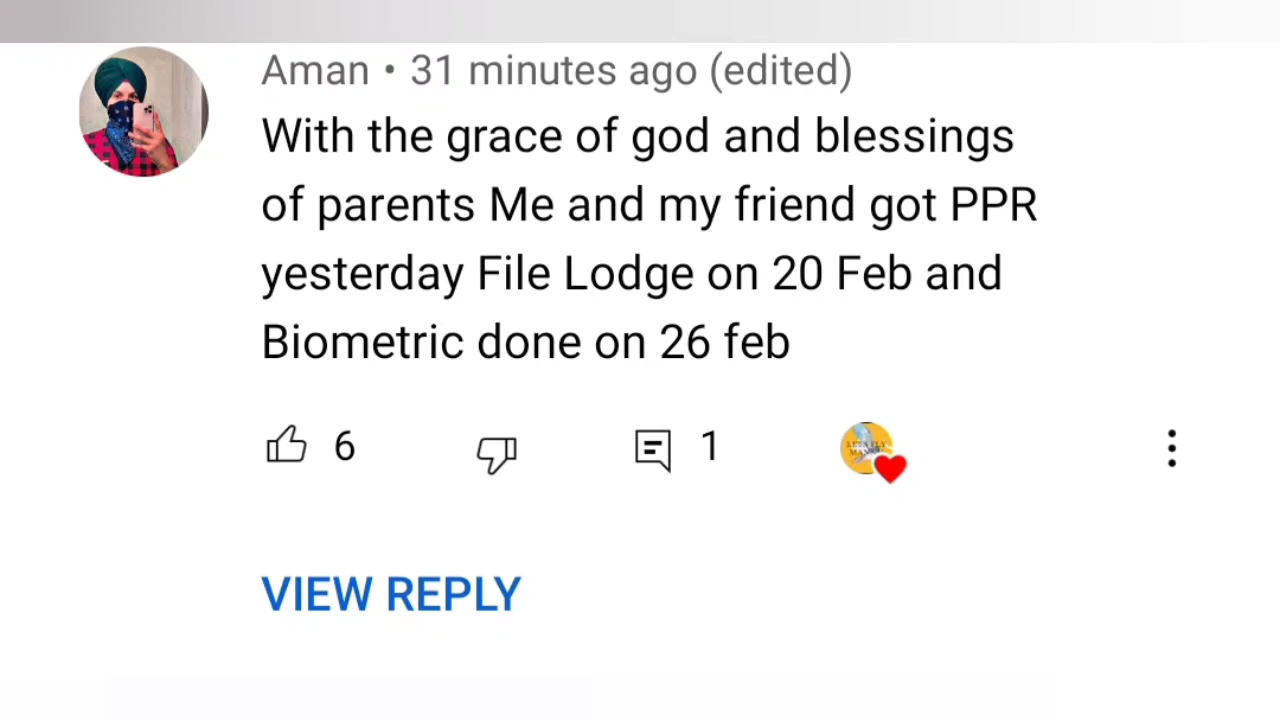 Aman • 31 minutes ago (edited)
With the grace of god and blessings
of parents Me and my friend got PPR
yesterday File Lodge on 20 Feb and
Biometric done on 26 feb
6
1
VIEW REPLY